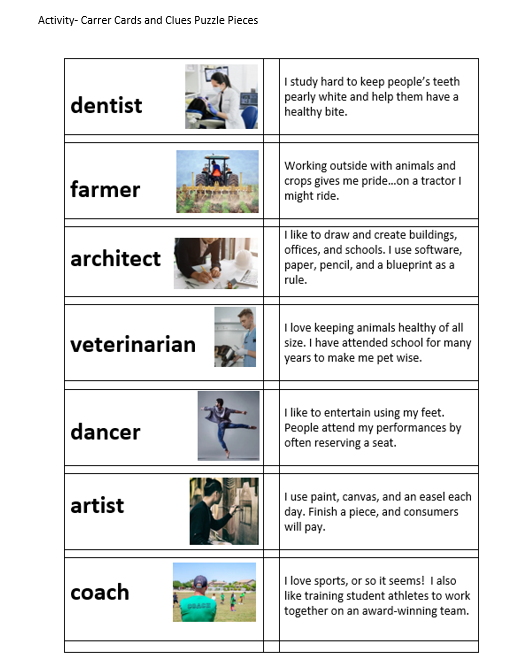 Activity- Carrer Cards and Clues Puzzle Pieces
dentist
I study hard to keep people's teeth
pearly white and help them have a
healthy bite.
farmer
Working outside with animals and
crops gives me pride…on a tractor I
might ride.
architect
I like to draw and create buildings,
offices, and schools. I use software,
paper, pencil, and a blueprint as a
rule.
veterinarian
I love keeping animals healthy of all
size. I have attended school for many
years to make me pet wise.
dancer
I like to entertain using my feet.
People attend my performances by
often reserving a seat.
artist
I use paint, canvas, and an easel each
day. Finish a piece, and consumers
will pay.
coach
COACH
I love sports, or so it seems!  I also
like training student athletes to work
together on an award-winning team.